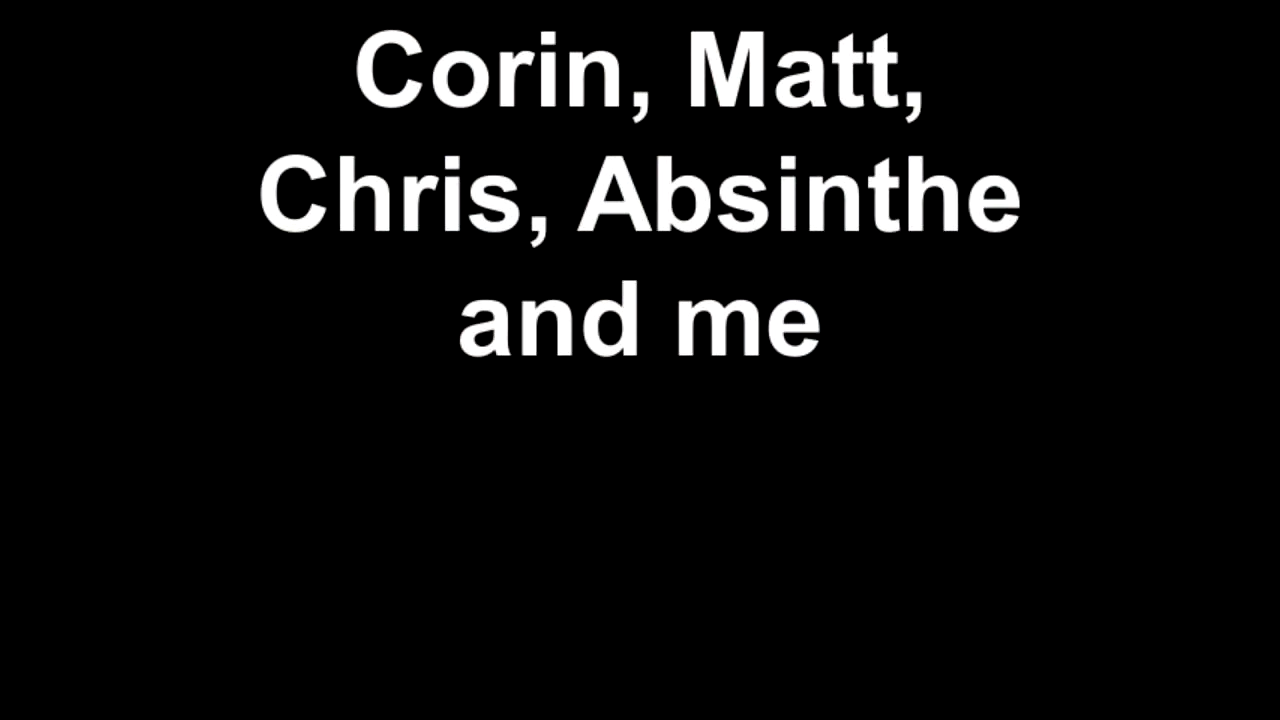 Corin, Matt,
Chris, Absinthe
and me